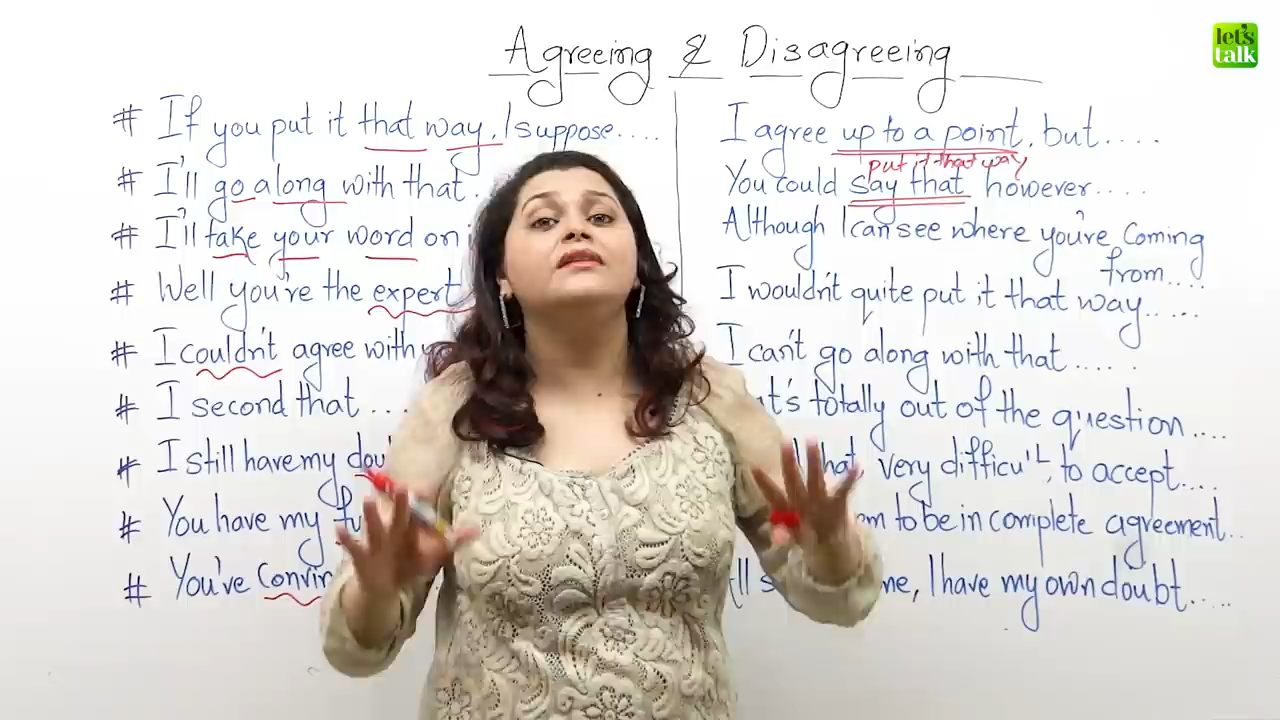 Agreeing & Disagreeing
let's
talk
# If you put it that way, I suppose....
# I'll go along with that.
# I'll take your word on
# Well you're the expert
# I couldn't agree with
# I second that ...
# I still have my
# You have my
# You've
I agree up to a point, but.....
put it that way
You could say that however....
Although I can see where you're Coming
from....
I wouldn't quite put it that way.....
I can't go along with that.....
totally out of the question....
very difficult to accept....
to be in complete agreement..
I have my own doubt.....